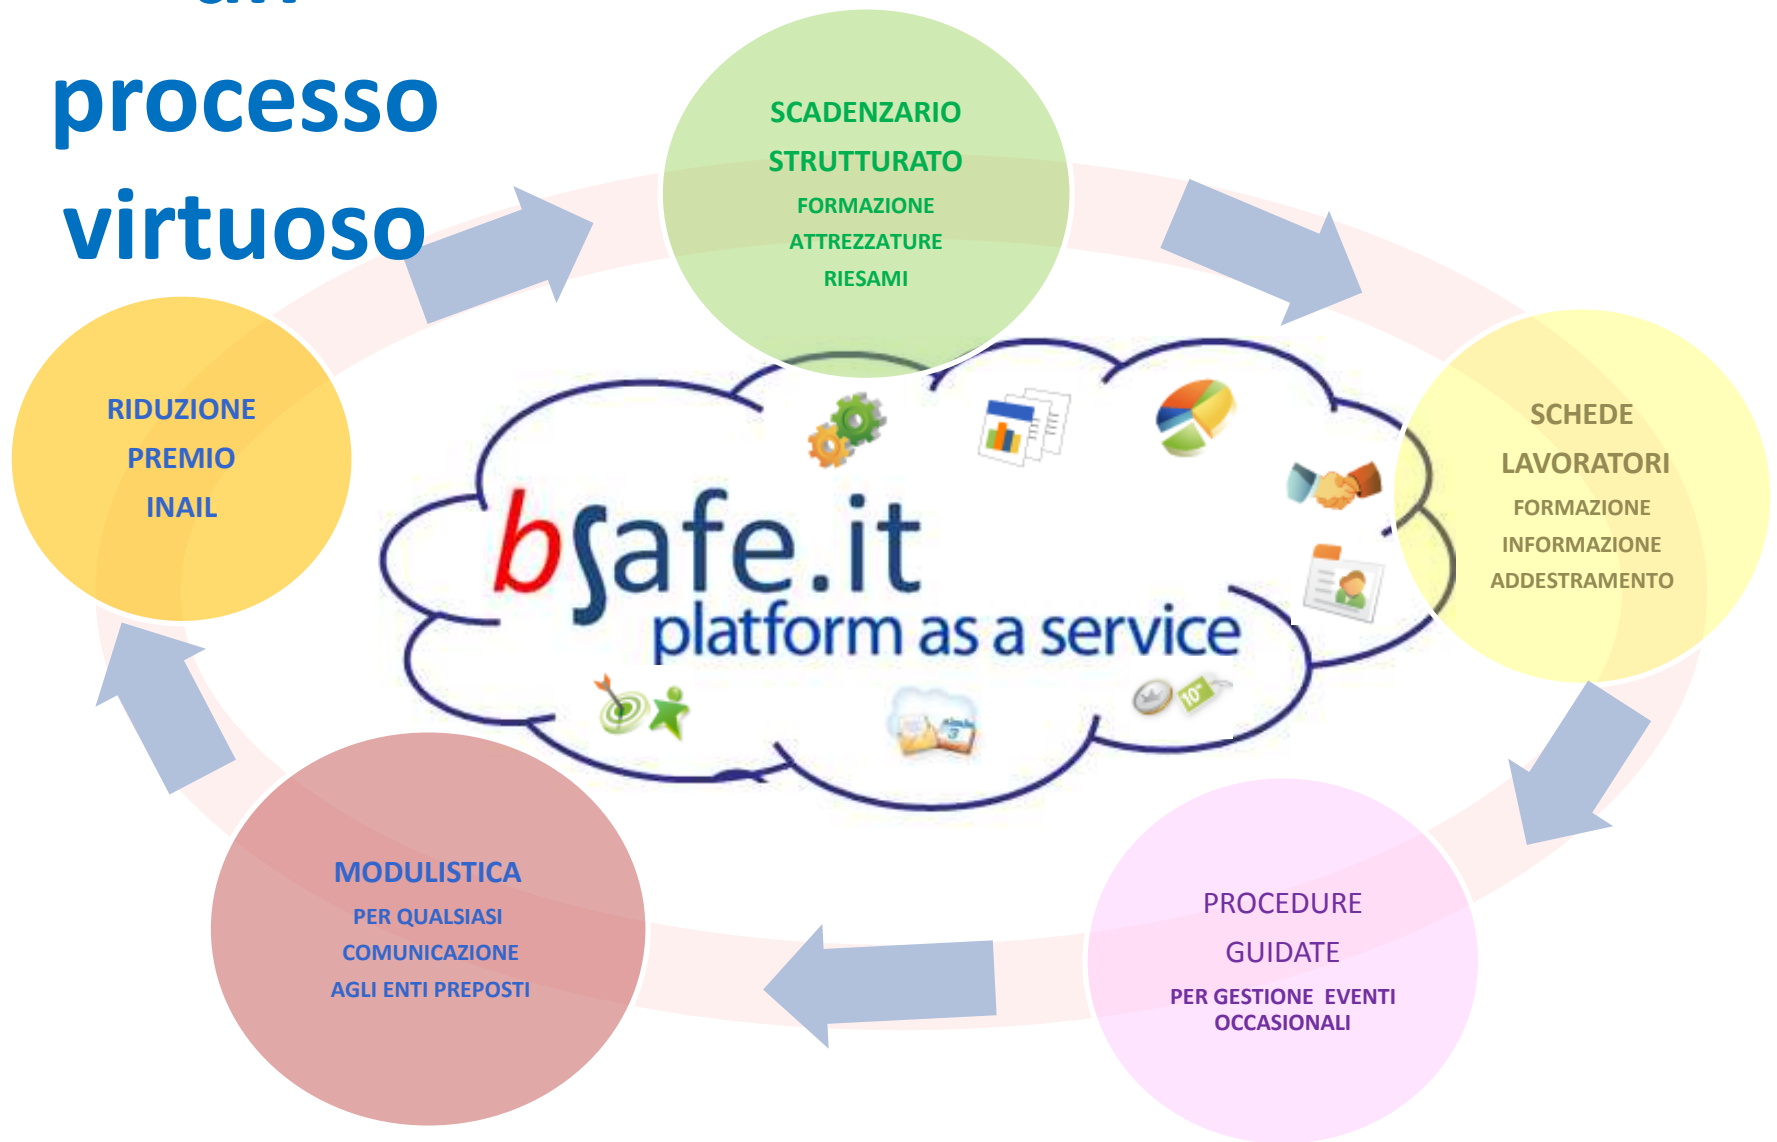 processo
virtuoso
SCADENZARIO
STRUTTURATO
FORMAZIONE
ATTREZZATURE
RIESAMI
SCHEDE
LAVORATORI
FORMAZIONE
INFORMAZIONE
ADDESTRAMENTO
PROCEDURE
GUIDATE
PER GESTIONE EVENTI
OCCASIONALI
MODULISTICA
PER QUALSIASI
COMUNICAZIONE
AGLI ENTI PREPOSTI
RIDUZIONE
PREMIO
INAIL
bsafe.it
platform as a service